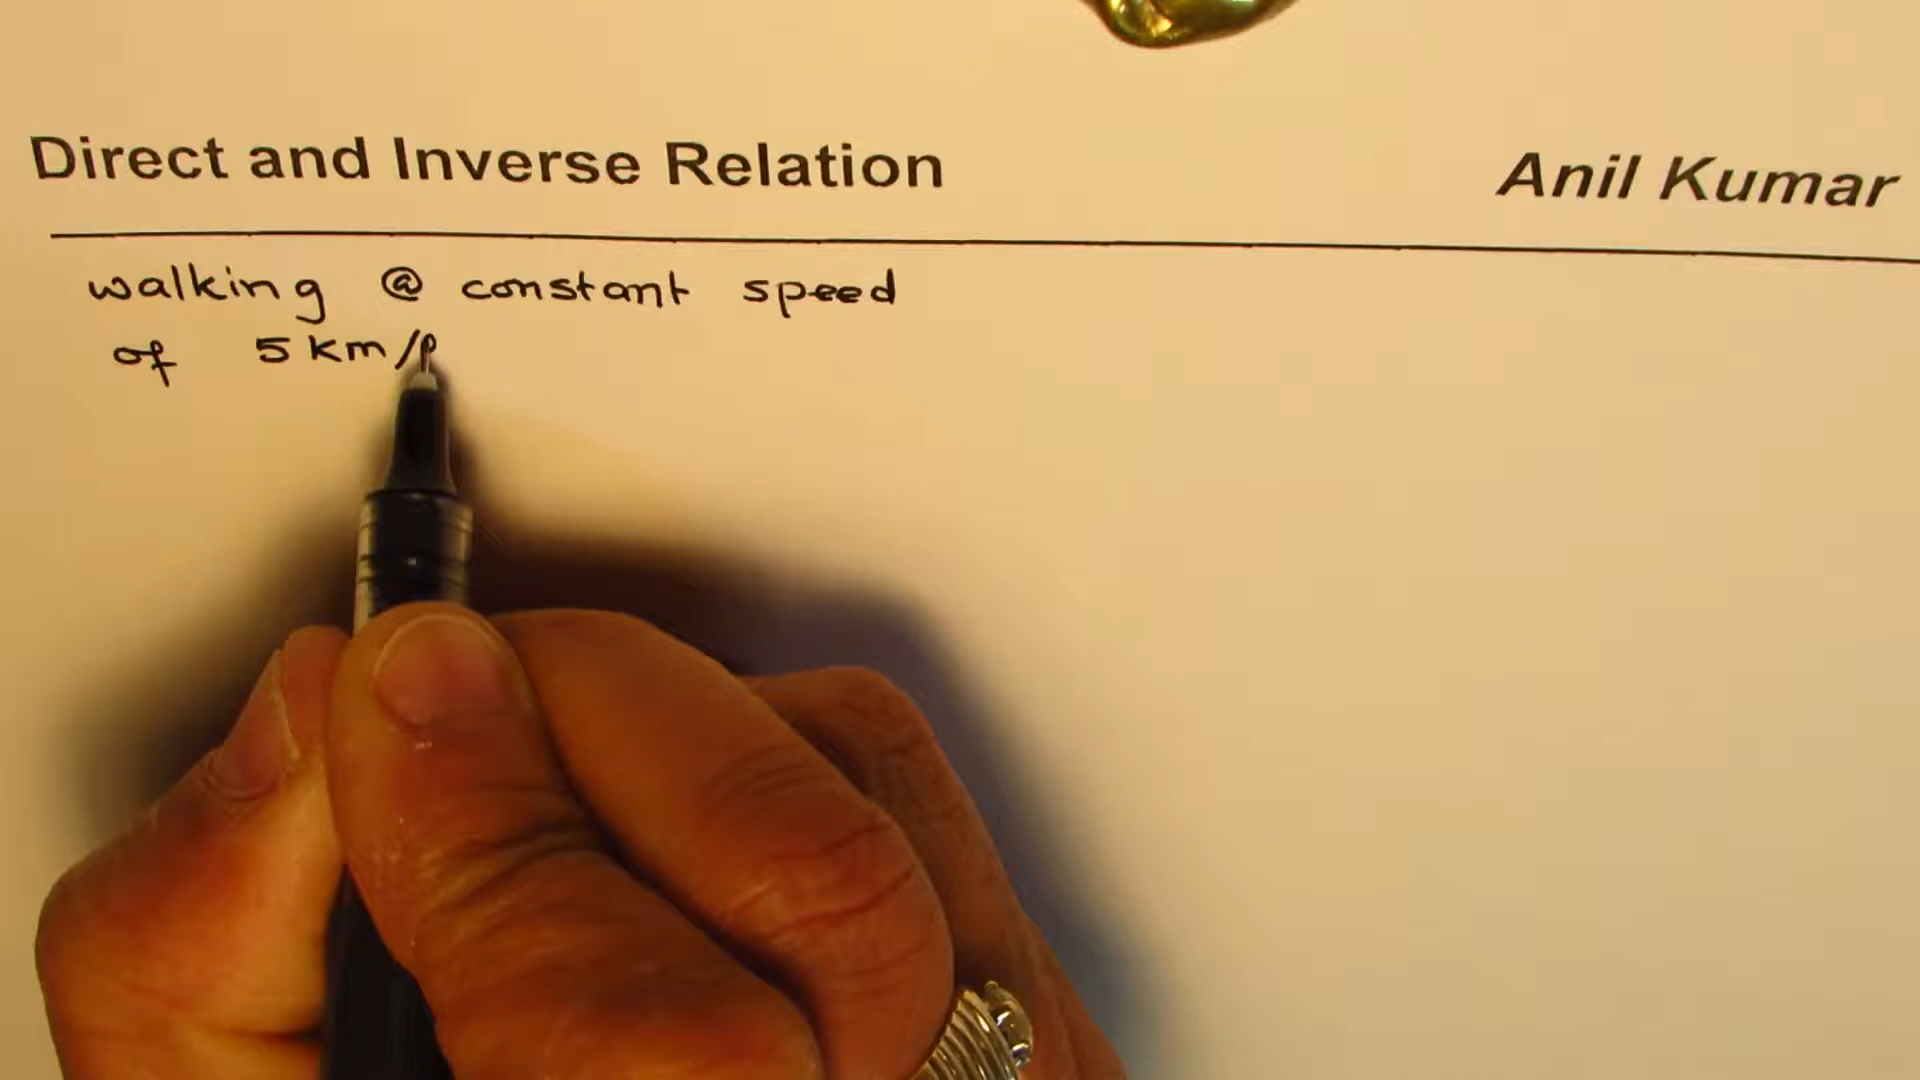 Direct and Inverse Relation
Anil Kumar
walking @ constant speed
of 5 km/